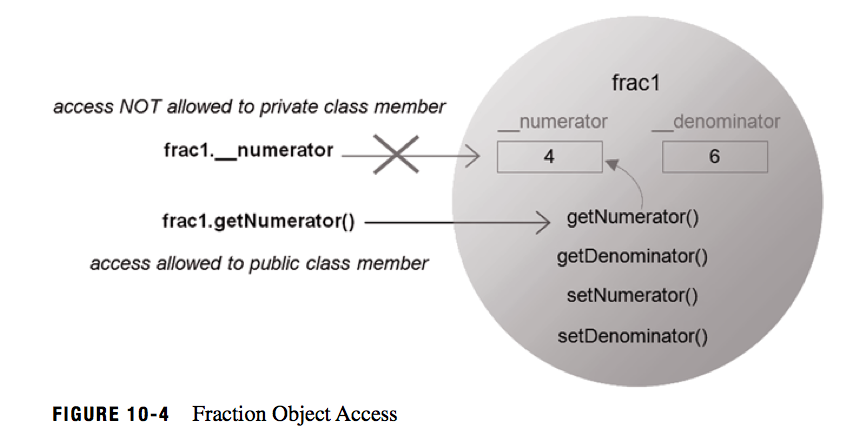 frac1
access NOT allowed to private class member
__numerator
__denominator
frac1.__numerator
4
6
frac1.getNumerator()
getNumerator()
access allowed to public class member
getDenominator()
setNumerator()
setDenominator()
FIGURE 10-4 Fraction Object Access